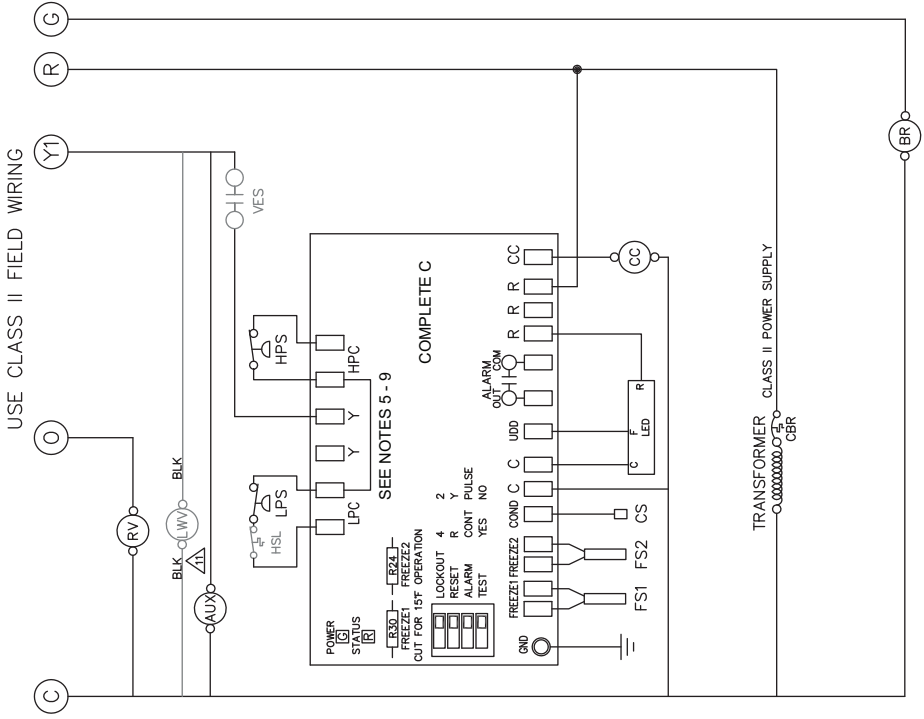 USE CLASS II FIELD WIRING
C
O
Y1
R
G
RV
BLK
LWV
BLK
11
AUX
VES
HSL
LPS
HPS
LPC
Y
Y
HPC
POWER
G
STATUS
R
SEE NOTES 5 - 9
COMPLETE C
R30
R24
FREEZE1
FREEZE2
CUT FOR 15°F OPERATION
LOCKOUT 4 2
RESET R Y
ALARM CONT PULSE
TEST YES NO
GND
FREEZE1
FREEZE2
COND
C
C
UDD
ALARM
OUT
COM
R
R
R
CC
FS1
FS2
CS
C
F
LED
R
CC
TRANSFORMER
CBR
CLASS II POWER SUPPLY
BR